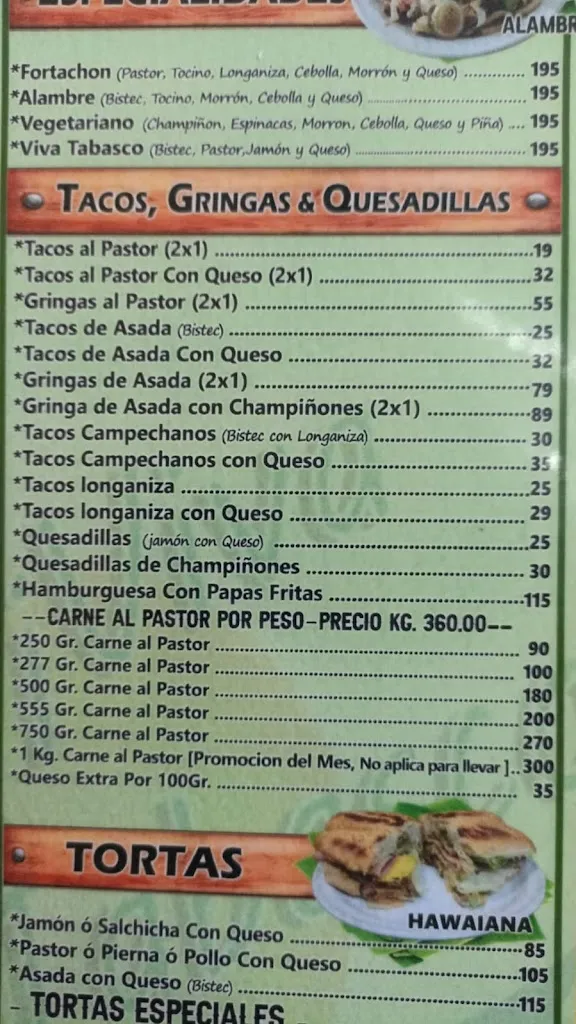 ESPECIALIDADES
ALAMBR
*Fortachon (Pastor, Tocino, Longaniza, Cebolla, Morrón y Queso) ............. 195
*Alambre (Bistec, Tocino, Morrón, Cebolla y Queso) ............................... 195
*Vegetariano (Champiñon, Espinacas, Morron, Cebolla, Queso y Piña) .... 195
*Viva Tabasco (Bistec, Pastor,Jamón y Queso) .................................. 195
TACOS, GRINGAS & QUESADILLAS
*Tacos al Pastor (2x1) ..................................................19
*Tacos al Pastor Con Queso (2x1) ...................................32
*Gringas al Pastor (2x1) .............................................55
*Tacos de Asada (Bistec) ................................................25
*Tacos de Asada Con Queso ........................................32
*Gringas de Asada (2x1) ............................................79
*Gringa de Asada con Champiñones (2x1) .................89
*Tacos Campechanos (Bistec con Longaniza) ......................... 30
*Tacos Campechanos con Queso ................................35
*Tacos longaniza .......................................................25
*Tacos longaniza con Queso ...................................... 29
*Quesadillas (jamón con Queso) ........................................25
*Quesadillas de Champiñones ................................... 30
*Hamburguesa Con Papas Fritas ................................115
--CARNE AL PASTOR POR PESO-PRECIO KG. 360.00--
*250 Gr. Carne al Pastor .................................................. 90
*277 Gr. Carne al Pastor .................................................. 100
*500 Gr. Carne al Pastor .................................................. 180
*555 Gr. Carne al Pastor .................................................. 200
*750 Gr. Carne al Pastor .................................................. 270
*1 Kg. Carne al Pastor [Promocion del Mes, No aplica para llevar ]..300
*Queso Extra Por 100Gr. .................................................. 35
TORTAS
HAWAIANA
*Jamón ó Salchicha Con Queso ........................................85
*Pastor ó Pierna ó Pollo Con Queso ..............................105
*Asada con Queso (Bistec) ...............................................115
- TORTAS ESPECIALES -